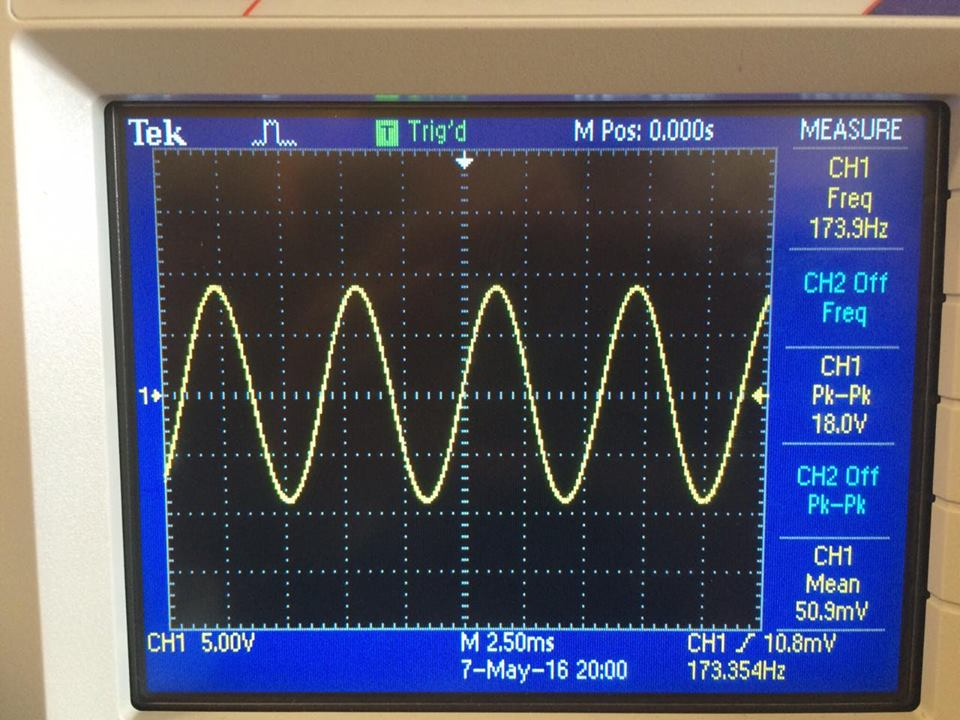 Tek T Trig'd M Pos: 0.000s MEASURE
CH1
Freq
173.9Hz
CH2 Off
Freq
CH1
Pk-Pk
18.0V
CH2 Off
Pk-Pk
CH1
Mean
50.9mV
1
CH1 5.00V M 2.50ms CH1 10.8mV
7-May-16 20:00 173.354Hz